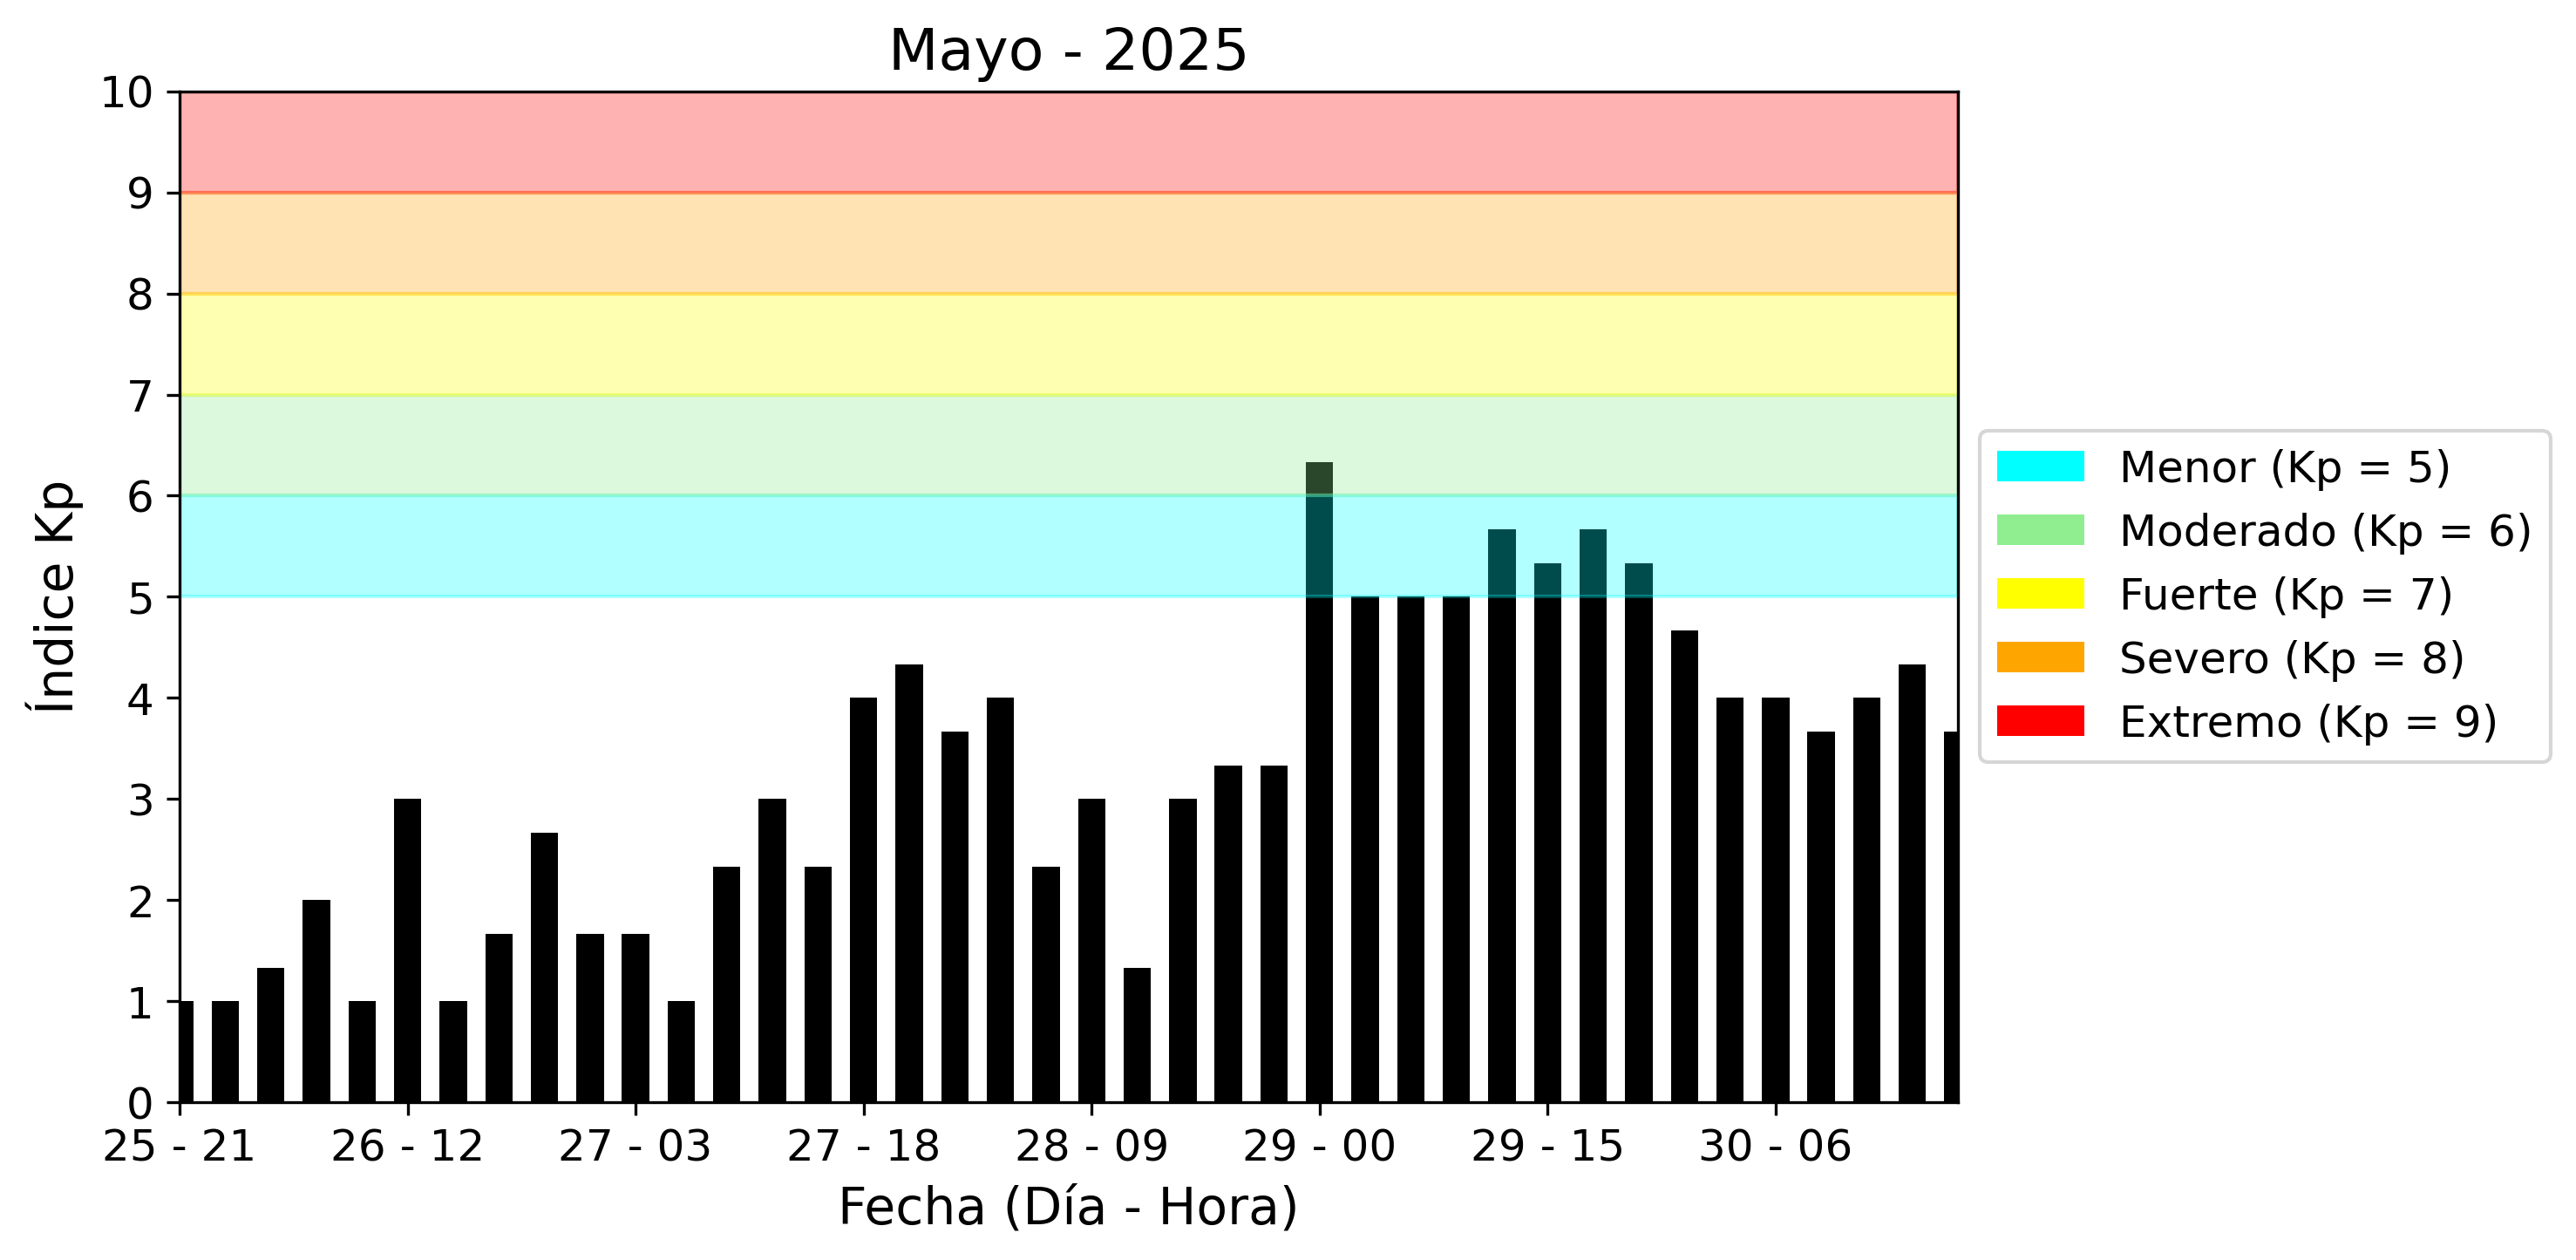 Mayo - 2025
10
9
8
7
6
5
4
3
2
1
0
Índice Kp
25 - 21
26 - 12
27 - 03
27 - 18
28 - 09
29 - 00
29 - 15
30 - 06
Fecha (Día - Hora)
Menor (Kp = 5)
Moderado (Kp = 6)
Fuerte (Kp = 7)
Severo (Kp = 8)
Extremo (Kp = 9)